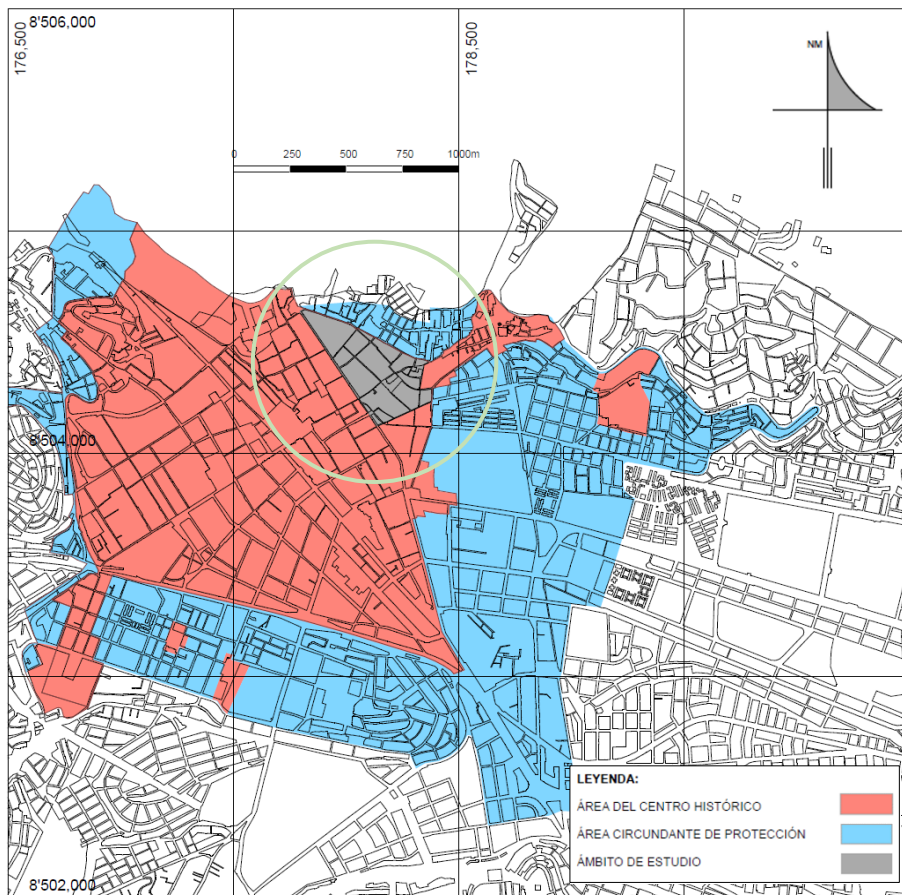 8'506,000
176,500
178,500
NM
0 250 500 750 1000m
8'504,000
LEYENDA:
ÁREA DEL CENTRO HISTÓRICO
ÁREA CIRCUNDANTE DE PROTECCIÓN
ÁMBITO DE ESTUDIO
8'502,000